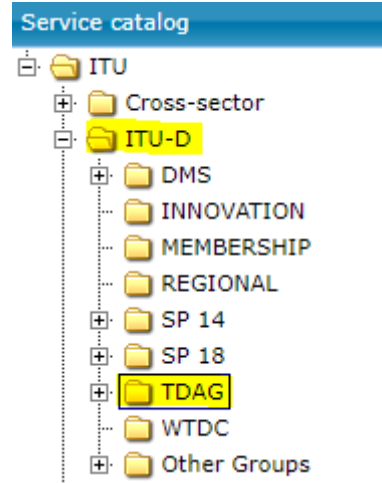 Service catalog
ITU
Cross-sector
ITU-D
DMS
INNOVATION
MEMBERSHIP
REGIONAL
SP 14
SP 18
TDAG
WTDC
Other Groups